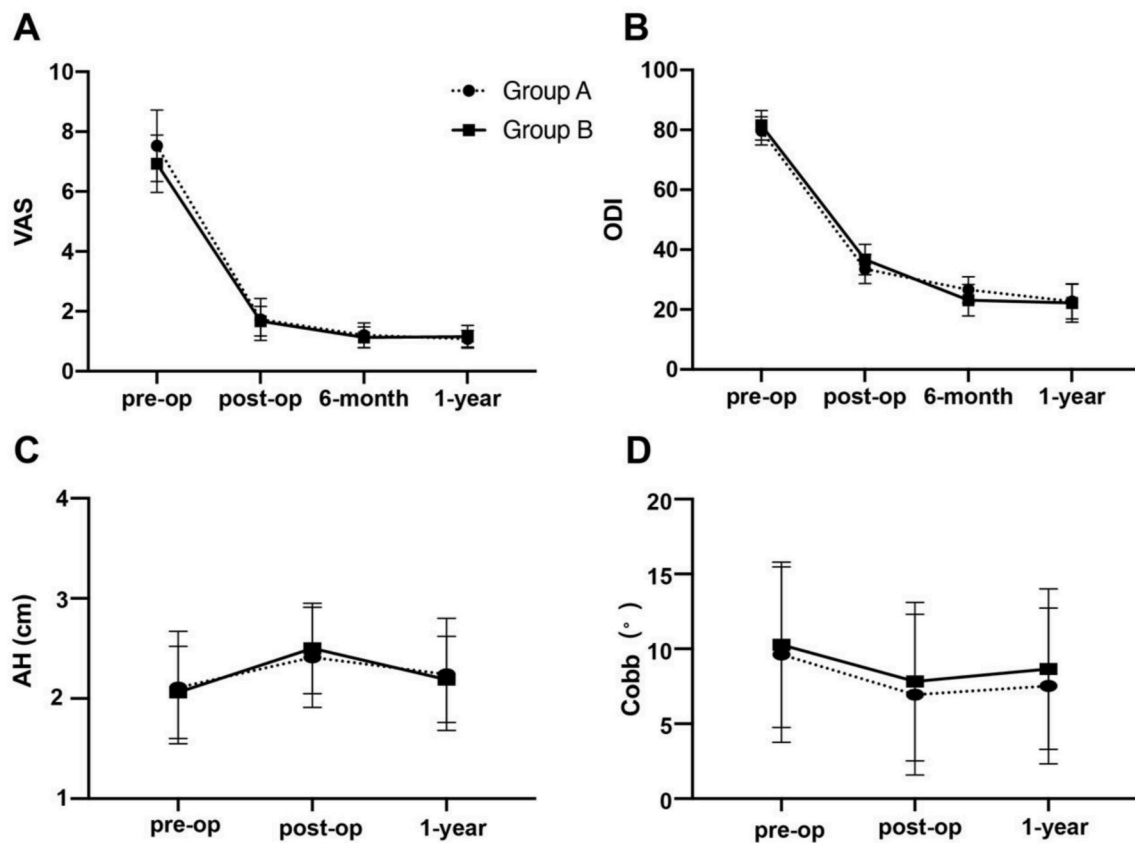 A
10
8
6
4
2
0
VAS
pre-op post-op 6-month 1-year
Group A
Group B
B
100
80
60
40
20
0
ODI
pre-op post-op 6-month 1-year
C
4
3
2
1
AH (cm)
pre-op post-op 1-year
D
20
15
10
5
0
Cobb (°)
pre-op post-op 1-year